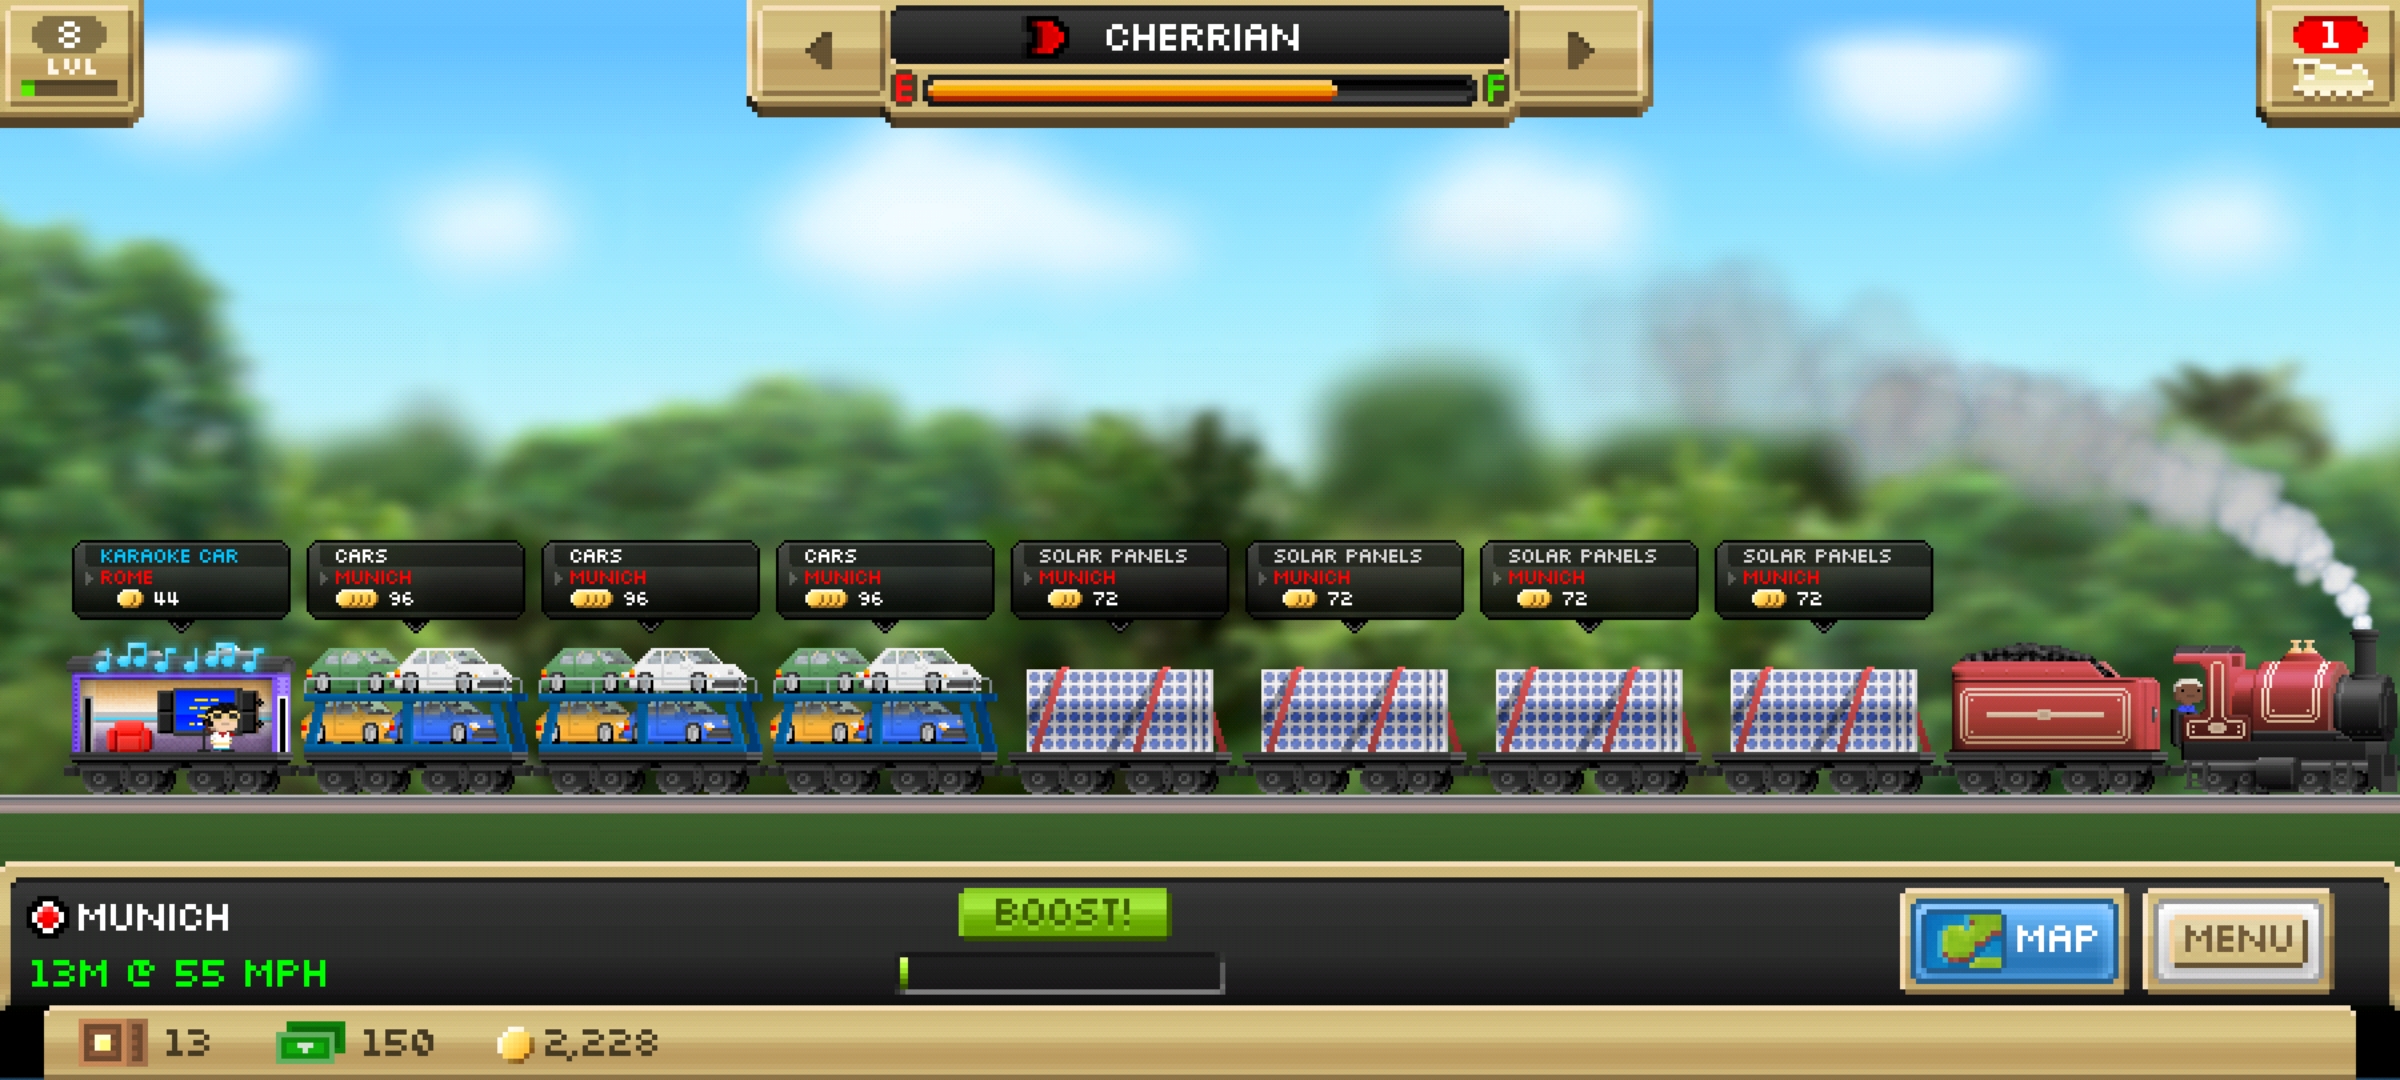 8
LVL
CHERRIAN
E
F
1
KARAOKE CAR
ROME
44
CARS
MUNICH
96
CARS
MUNICH
96
CARS
MUNICH
96
SOLAR PANELS
MUNICH
72
SOLAR PANELS
MUNICH
72
SOLAR PANELS
MUNICH
72
SOLAR PANELS
MUNICH
72
MUNICH
13M @ 55 MPH
BOOST!
MAP
MENU
13
150
2,228